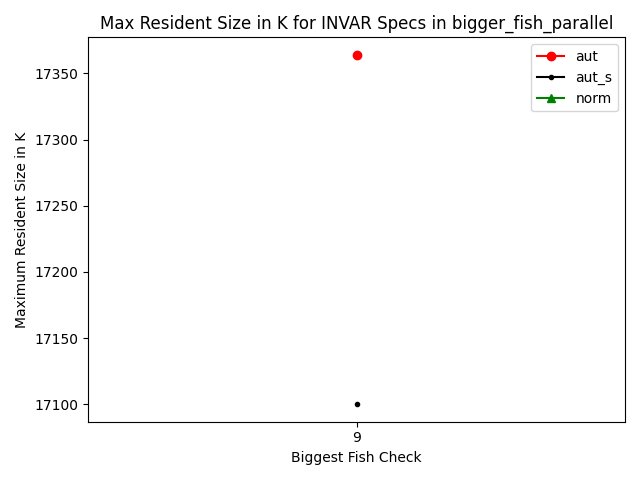 Max Resident Size in K for INVAR Specs in bigger_fish_parallel
aut
aut_s
norm
17350
17300
17250
17200
17150
17100
Maximum Resident Size in K
9
Biggest Fish Check